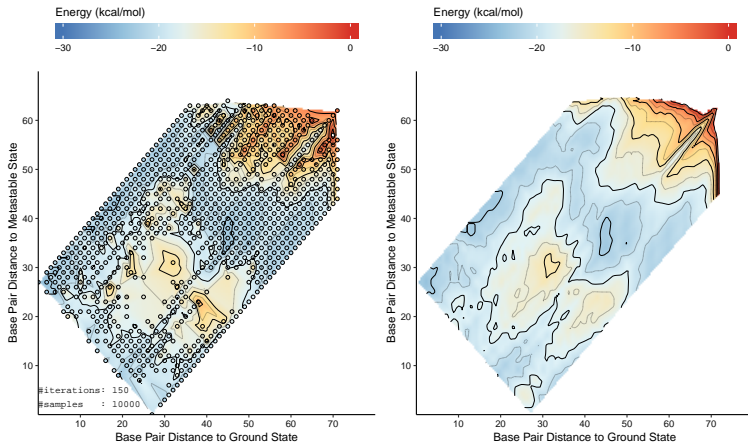 Energy (kcal/mol)
−30 −20 −10 0
Base Pair Distance to Metastable State
60
50
40
30
20
10
#iterations: 150
#samples : 10000
10 20 30 40 50 60 70
Base Pair Distance to Ground State
Energy (kcal/mol)
−30 −20 −10 0
Base Pair Distance to Metastable State
60
50
40
30
20
10
10 20 30 40 50 60 70
Base Pair Distance to Ground State